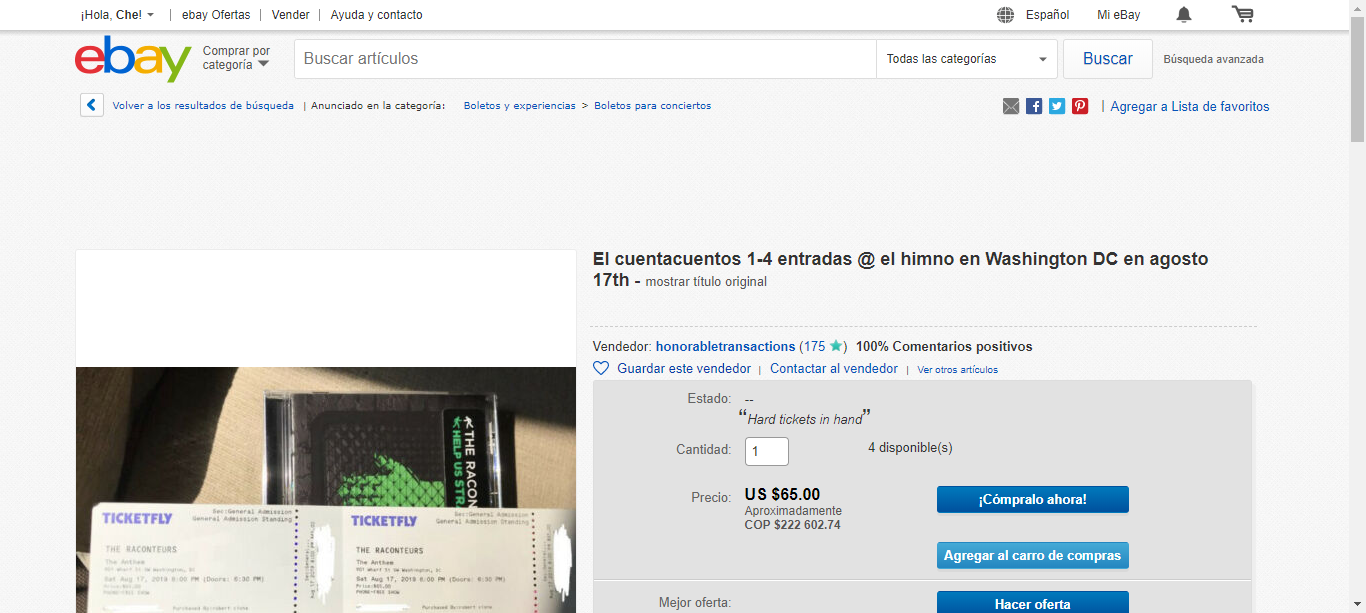 ¡Hola, Che!
ebay Ofertas
Vender
Ayuda y contacto
Español
Mi eBay
ebay
Comprar por
categoría
Buscar artículos
Todas las categorías
Buscar
Búsqueda avanzada
Volver a los resultados de búsqueda | Anunciado en la categoría: Boletos y experiencias > Boletos para conciertos
| Agregar a Lista de favoritos
El cuentacuentos 1-4 entradas @ el himno en Washington DC en agosto
17th - mostrar título original
Vendedor: honorabletransactions (175 ) 100% Comentarios positivos
Guardar este vendedor | Contactar al vendedor | Ver otros artículos
Estado: --
“Hard tickets in hand”
Cantidad: 1 4 disponible(s)
Precio: US $65.00
Aproximadamente
COP $222 602.74
¡Cómpralo ahora!
Agregar al carro de compras
Mejor oferta:
Hacer oferta
THE RACON
HELP US STR
TICKETFLY
Sec:General Admission
General Admission Standing
THE RACONTEURS
The Anthem
Sat Aug 17, 2019 8:00 PM (Doors: 6:30 PM)
PHONE-FREE SHOW
TICKETFLY
Sec:General Admission
General Admission Standing
THE RACONTEURS
The Anthem
Sat Aug 17, 2019 8:00 PM (Doors: 6:30 PM)
PHONE-FREE SHOW